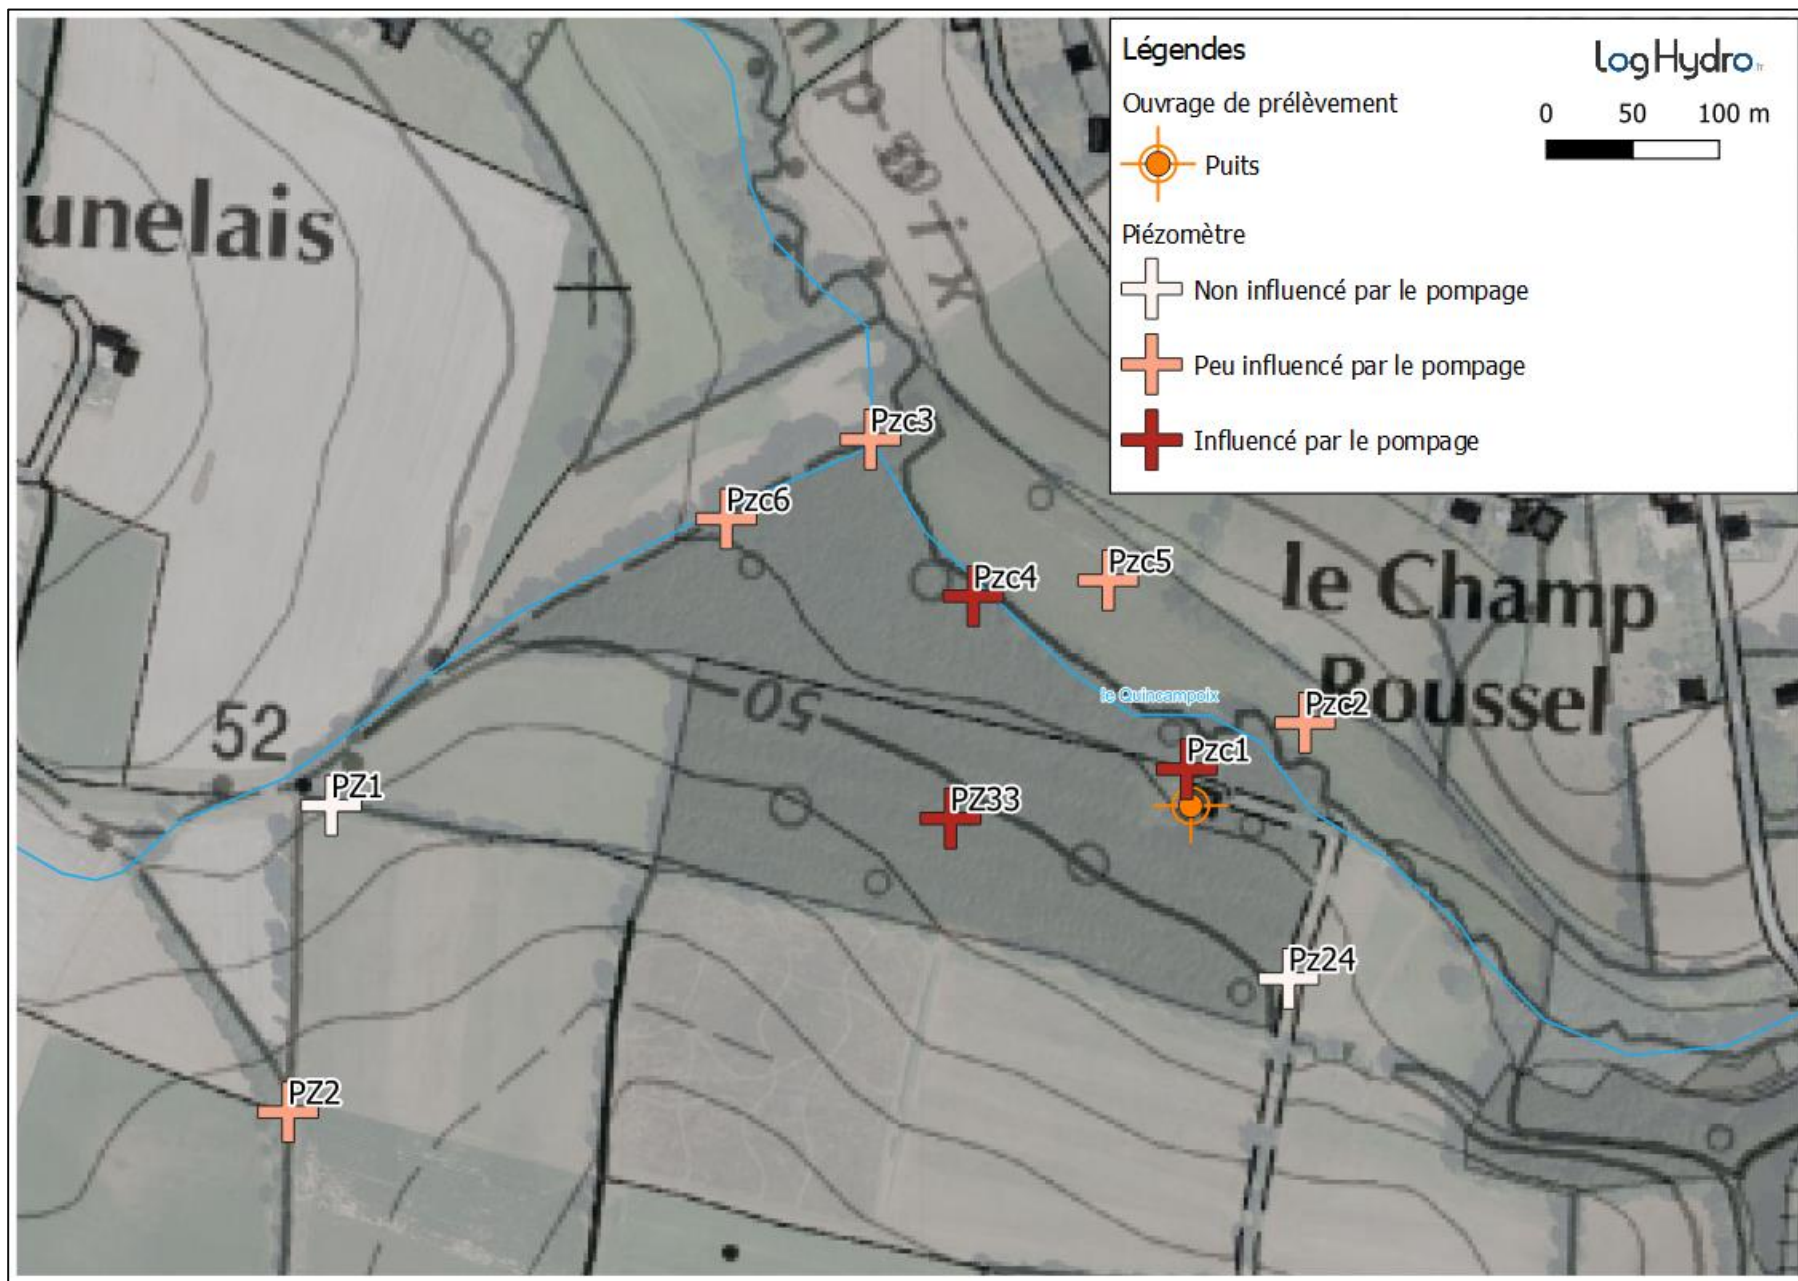 Légendes
logHydro.fr
Ouvrage de prélèvement
0 50 100 m
Puits
Piézomètre
Non influencé par le pompage
Peu influencé par le pompage
Influencé par le pompage
unelais
Pzc3
Pzc6
Pzc4
Pzc5
le Champ
Roussel
50
le Quincampoix
Pzc2
52
Pzc1
PZ1
PZ33
Pz24
PZ2